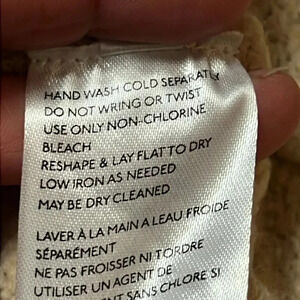 HAND WASH COLD SEPARATLY
DO NOT WRING OR TWIST
USE ONLY NON-CHLORINE
BLEACH
RESHAPE & LAY FLAT TO DRY
LOW IRON AS NEEDED
MAY BE DRY CLEANED
LAVER À LA MAIN A LEAU FROIDE
SÉPARÉMENT
NE PAS FROISSER NI TORDRE
UTILISER UN AGENT DE
SANS CHLORE SI